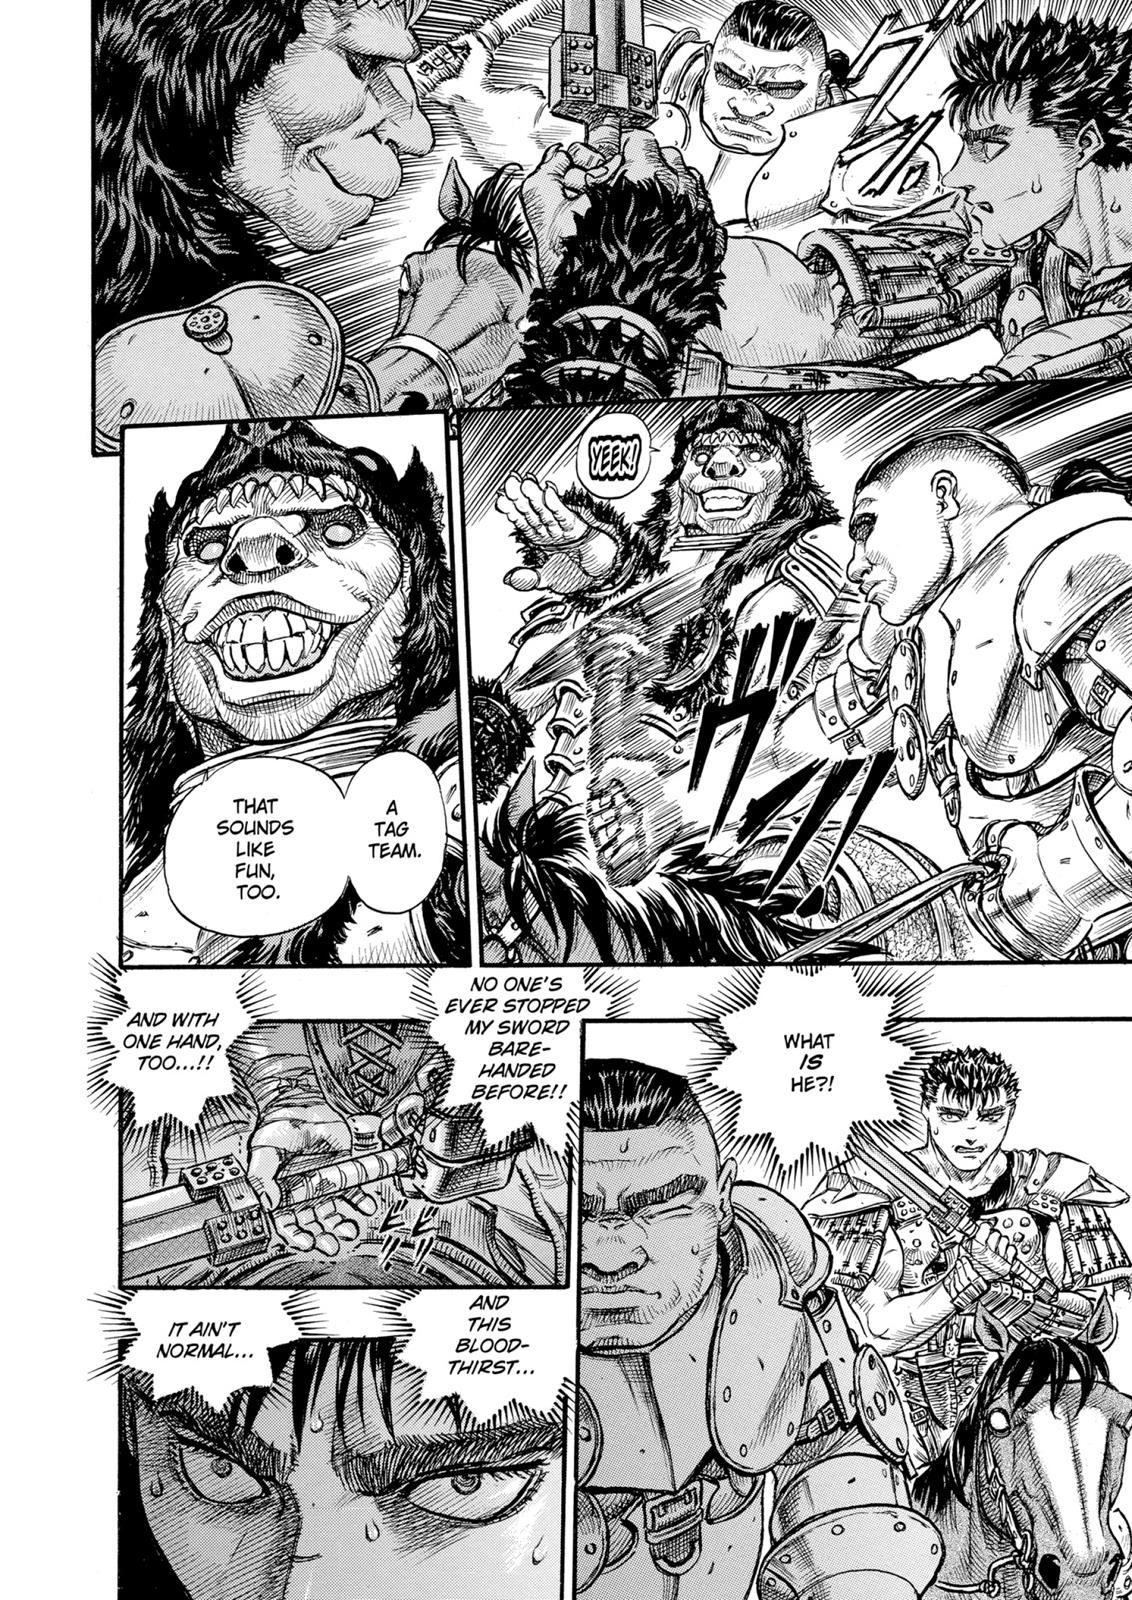 YEEK!
A
TAG
TEAM.
THAT
SOUNDS
LIKE
FUN,
TOO.
WHAT
IS
HE?!
NO ONE'S
EVER STOPPED
MY SWORD
BARE-
HANDED
BEFORE!!
AND WITH
ONE HAND,
TOO...!!
AND
THIS
BLOOD-
THIRST...
IT AIN'T
NORMAL...